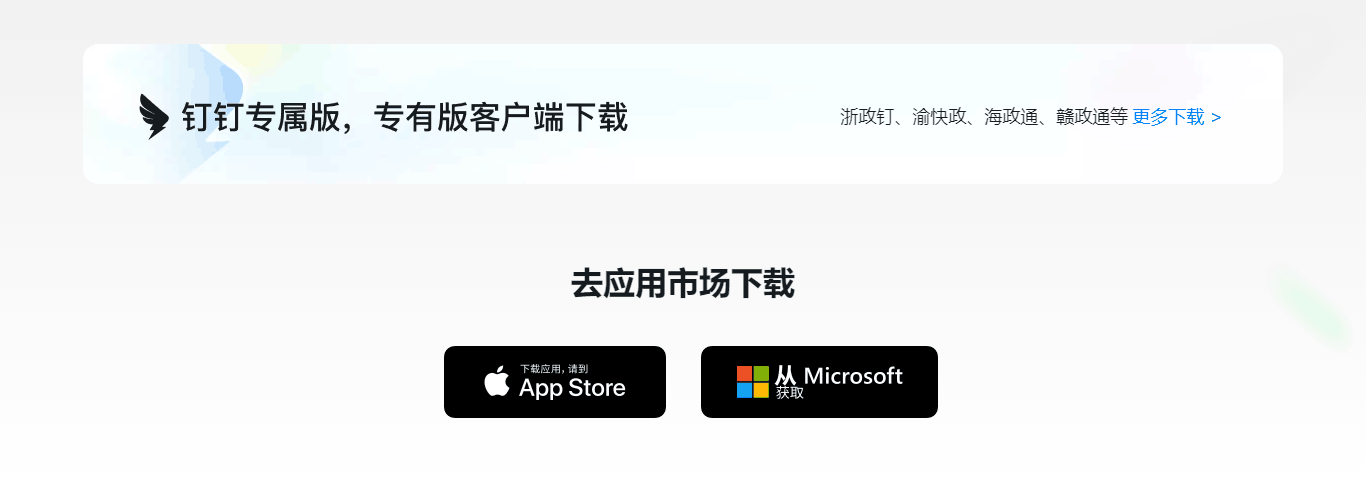 钉钉专属版，专有版客户端下载
浙政钉、渝快政、海政通、赣政通等 更多下载 >
去应用市场下载
下载应用，请到
App Store
从 Microsoft
获取